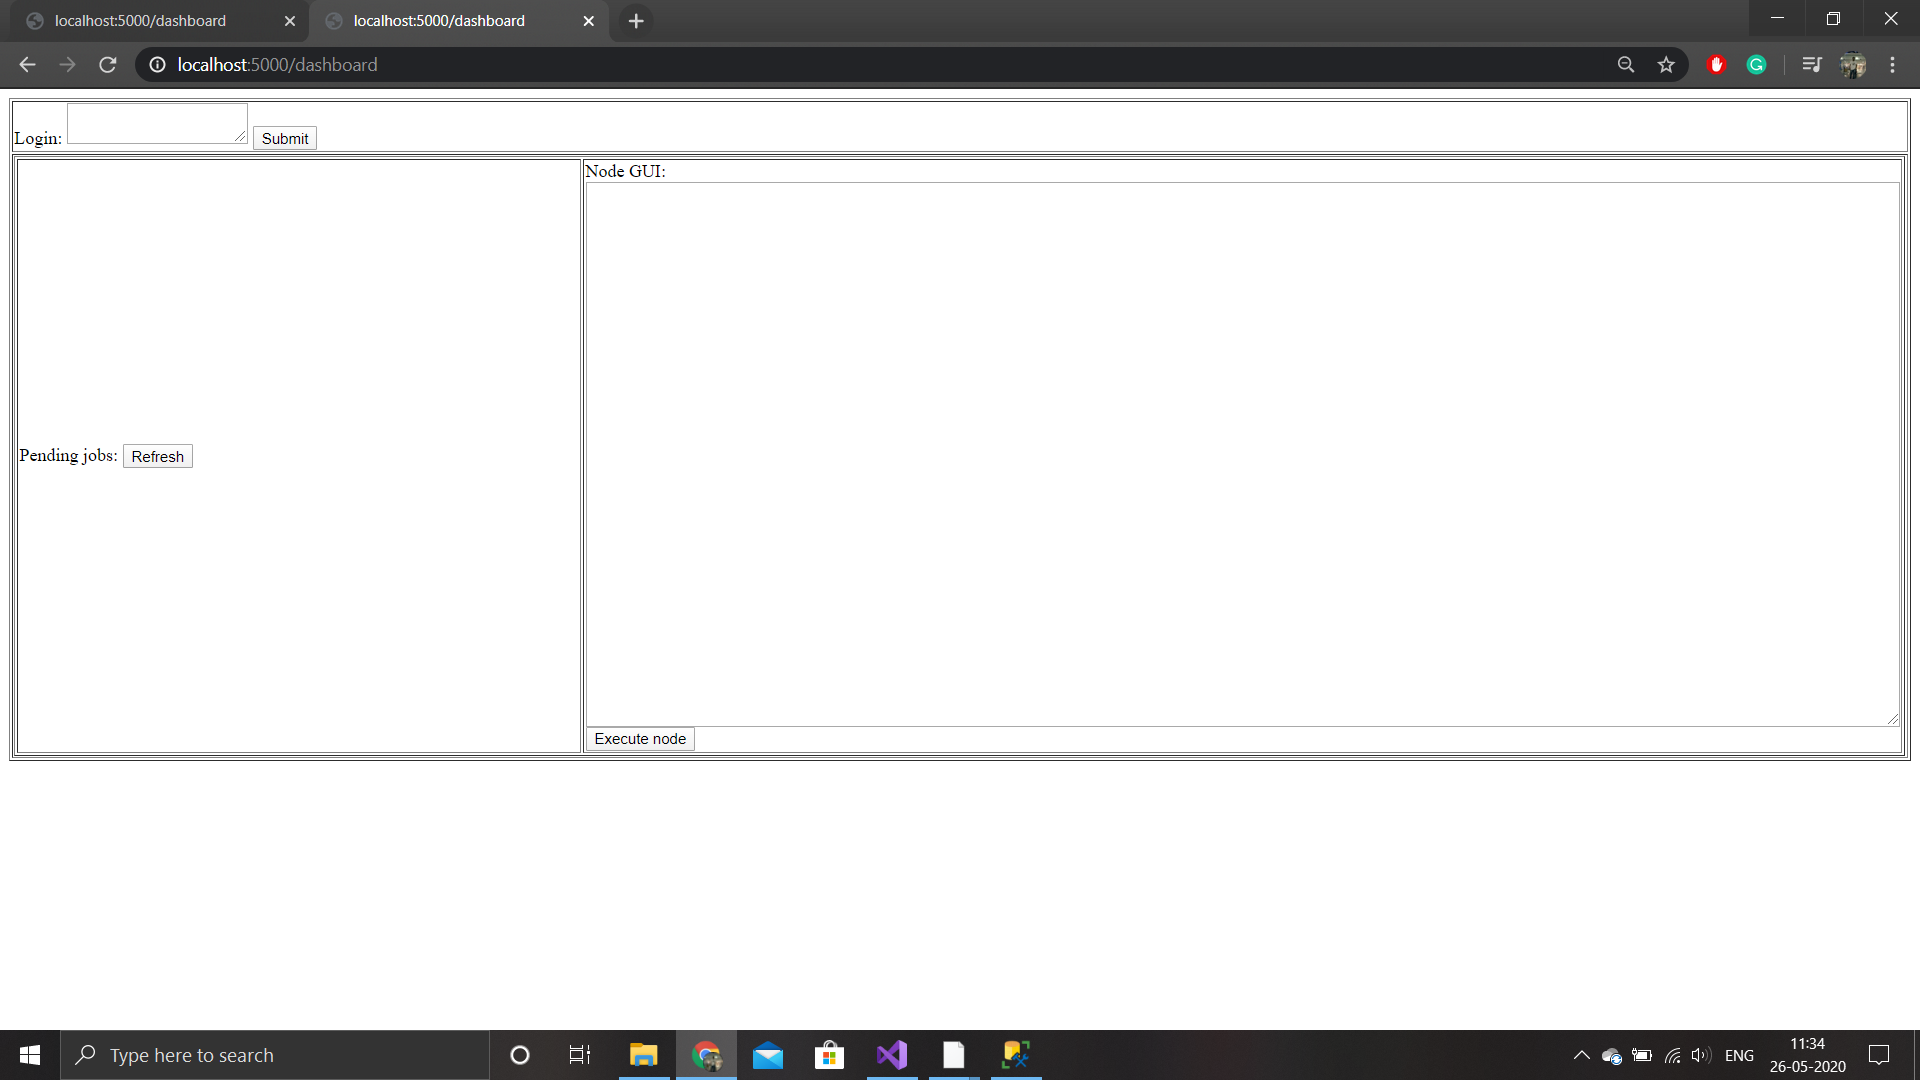 localhost:5000/dashboard
localhost:5000/dashboard
localhost:5000/dashboard
Login:
Submit
Node GUI:
Pending jobs:
Refresh
Execute node
Type here to search
ENG
11:34
26-05-2020